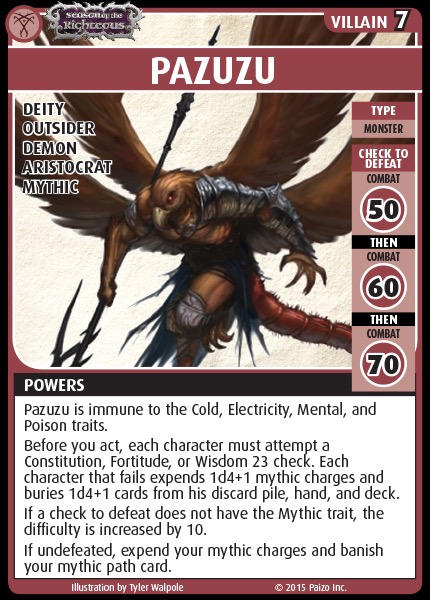 Season of the
Righteous
VILLAIN 7
PAZUZU
DEITY
OUTSIDER
DEMON
ARISTOCRAT
MYTHIC
TYPE
MONSTER
CHECK TO
DEFEAT
COMBAT
50
THEN
COMBAT
60
THEN
COMBAT
70
POWERS
Pazuzu is immune to the Cold, Electricity, Mental, and
Poison traits.
Before you act, each character must attempt a
Constitution, Fortitude, or Wisdom 23 check. Each
character that fails expends 1d4+1 mythic charges and
buries 1d4+1 cards from his discard pile, hand, and deck.
If a check to defeat does not have the Mythic trait, the
difficulty is increased by 10.
If undefeated, expend your mythic charges and banish
your mythic path card.
Illustration by Tyler Walpole
© 2015 Paizo Inc.